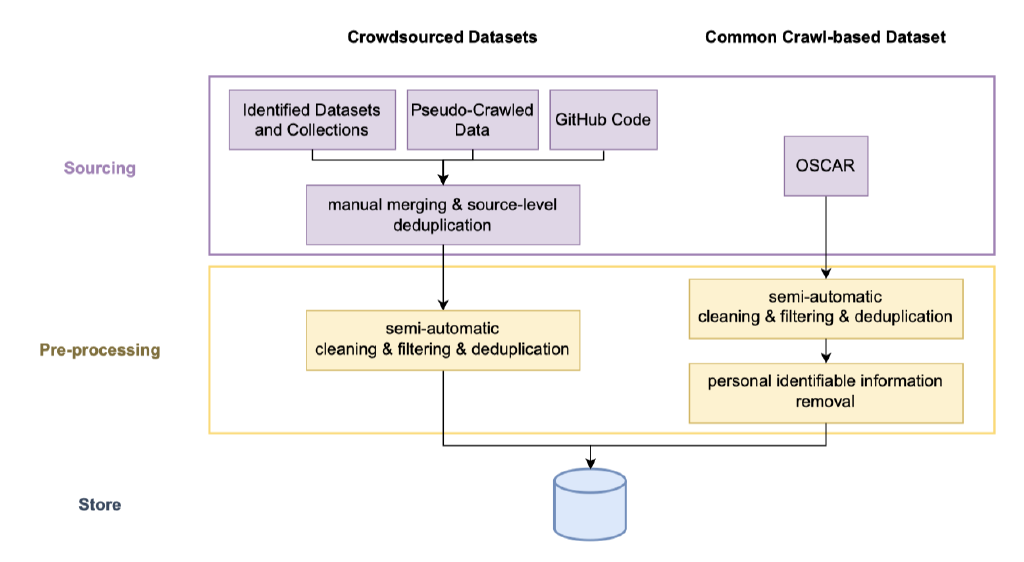 Crowdsourced Datasets
Common Crawl-based Dataset
Sourcing
Identified Datasets
and Collections
Pseudo-Crawled
Data
GitHub Code
OSCAR
manual merging & source-level
deduplication
Pre-processing
semi-automatic
cleaning & filtering & deduplication
semi-automatic
cleaning & filtering & deduplication
personal identifiable information
removal
Store